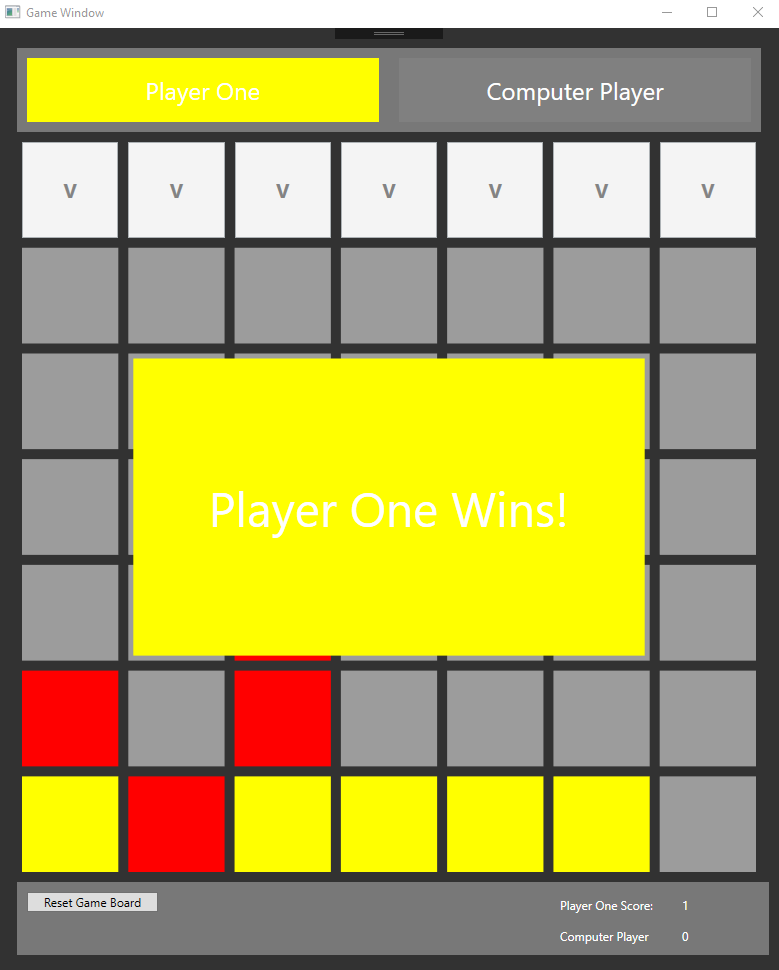 Game Window
Player One
Computer Player
v v v v v v v
Player One Wins!
Reset Game Board
Player One Score: 1
Computer Player 0